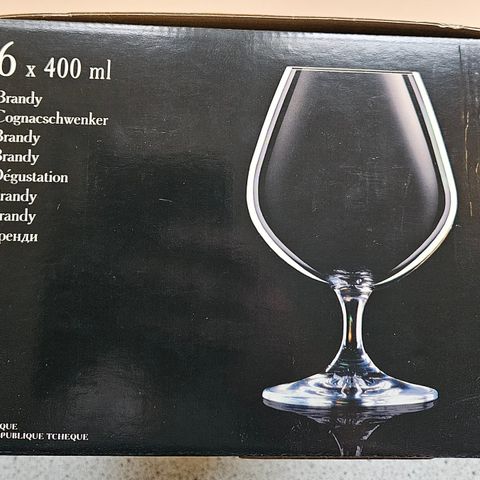 6 x 400 ml
Brandy
Cognacschwenker
Brandy
Brandy
Dégustation
randy
randy
ренди
QUE
PUBLIQUE TCHEQUE